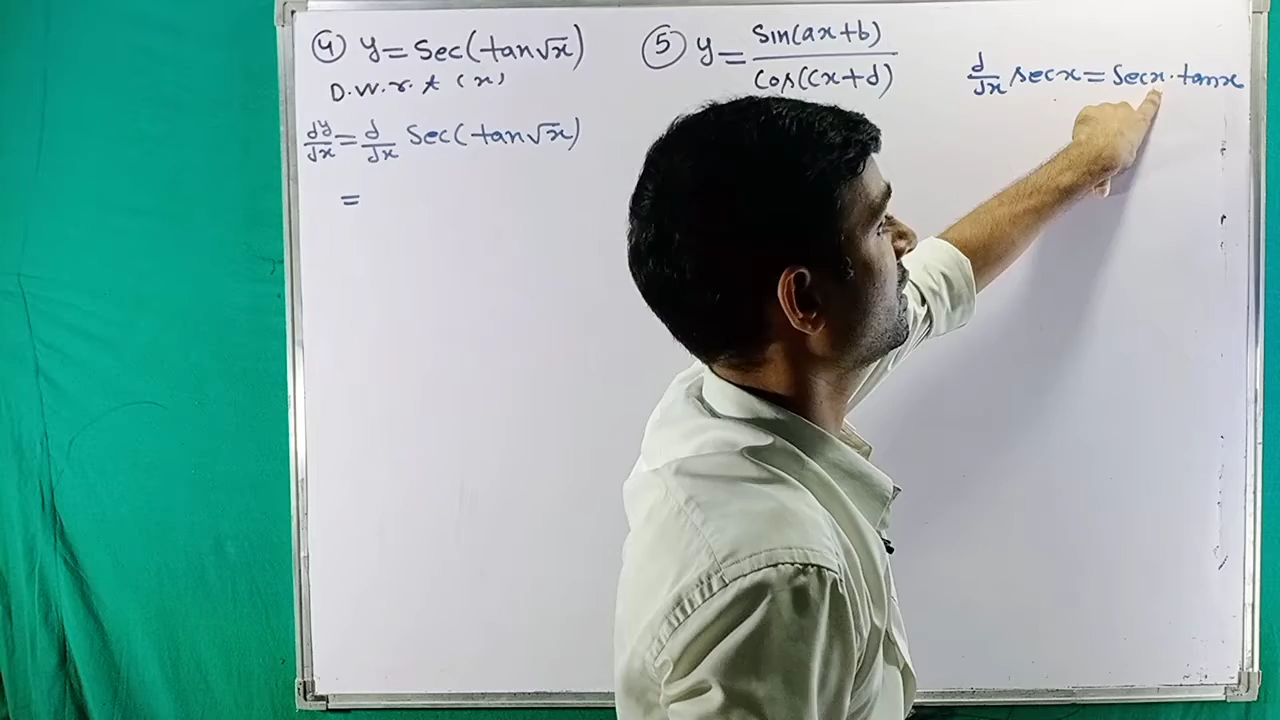 ④ y = Sec(tan√x)
D.W.r.t (x)
dy/dx = d/dx Sec(tan√x)
=
⑤ y = Sin(ax+b) / Cos(cx+d)
d/dx secx = Secx · tanx